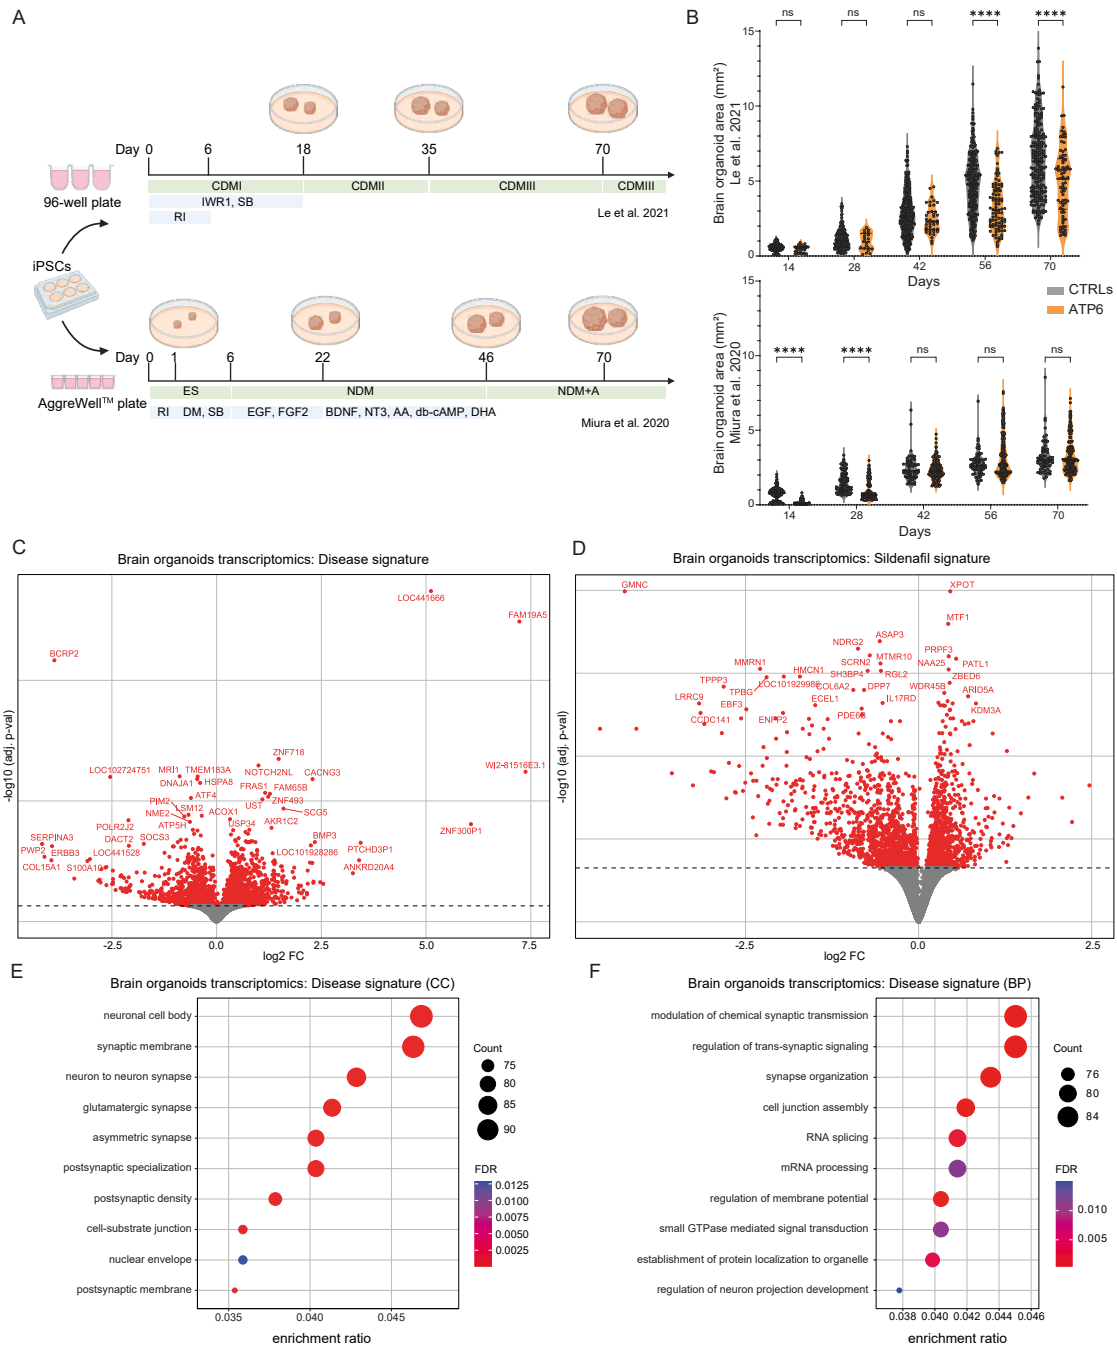 A
Day 0 6 18 35 70
CDMI CDMII CDMIII CDMIII
IWR1, SB
RI
96-well plate
Le et al. 2021
iPSCs
Day 0 1 6 22 46 70
ES NDM NDM+A
RI DM, SB EGF, FGF2 BDNF, NT3, AA, db-cAMP, DHA
AggreWell™ plate
Miura et al. 2020
B
ns ns ns **** ****
Brain organoid area (mm²)
Le et al. 2021
15
10
5
0
14 28 42 56 70
Days
CTRLs
ATP6
Brain organoid area (mm²)
Miura et al. 2020
15
10
5
0
**** **** ns ns ns
14 28 42 56 70
Days
C
Brain organoids transcriptomics: Disease signature
-log10 (adj. p-val)
LOC441666
FAM19A5
BCRP2
ZNF718
WI2-81516E3.1
LOC102724751 MRI1 TMEM183A NOTCH2NL CACNG3
DNAJA1 HSPA8 FRAS1 FAM65B
PIM2 ATF4 UST ZNF493
NME2 LSM12 ACOX1 SCG5
POLR2J2 ATP5H USP34 AKR1C2 ZNF300P1
SERPINA3 DACT2 SOCS3 BMP3
PWP2 ERBB3 LOC441528 LOC101928286 PTCHD3P1
COL15A1 S100A10 ANKRD20A4
-2.5 0.0 2.5 5.0 7.5
log2 FC
D
Brain organoids transcriptomics: Sildenafil signature
-log10 (adj. p-val)
GMNC XPOT
MTF1
NDRG2 ASAP3
SCRN2 MTMR10 PRPF3
MMRN1 HMCN1 SH3BP4 RGL2 NAA25 PATL1
TPPP3 TPBG LOC101929986 COL6A2 DPP7 WDR45B ZBED6
LRRC9 EBF3 ECEL1 IL17RD ARID5A
CCDC141 ENPP2 PDE6B KDM3A
-2.5 0.0 2.5
log2 FC
E
Brain organoids transcriptomics: Disease signature (CC)
neuronal cell body
synaptic membrane
neuron to neuron synapse
glutamatergic synapse
asymmetric synapse
postsynaptic specialization
postsynaptic density
cell-substrate junction
nuclear envelope
postsynaptic membrane
0.035 0.040 0.045
enrichment ratio
Count
75
80
85
90
FDR
0.0125
0.0100
0.0075
0.0050
0.0025
F
Brain organoids transcriptomics: Disease signature (BP)
modulation of chemical synaptic transmission
regulation of trans-synaptic signaling
synapse organization
cell junction assembly
RNA splicing
mRNA processing
regulation of membrane potential
small GTPase mediated signal transduction
establishment of protein localization to organelle
regulation of neuron projection development
0.038 0.040 0.042 0.044 0.046
enrichment ratio
Count
76
80
84
FDR
0.010
0.005